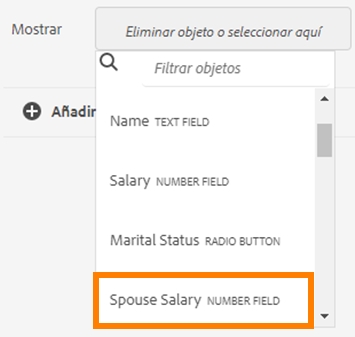 Mostrar Eliminar objeto o seleccionar aquí
Filtrar objetos
Añadir
Name TEXT FIELD
Salary NUMBER FIELD
Marital Status RADIO BUTTON
Spouse Salary NUMBER FIELD